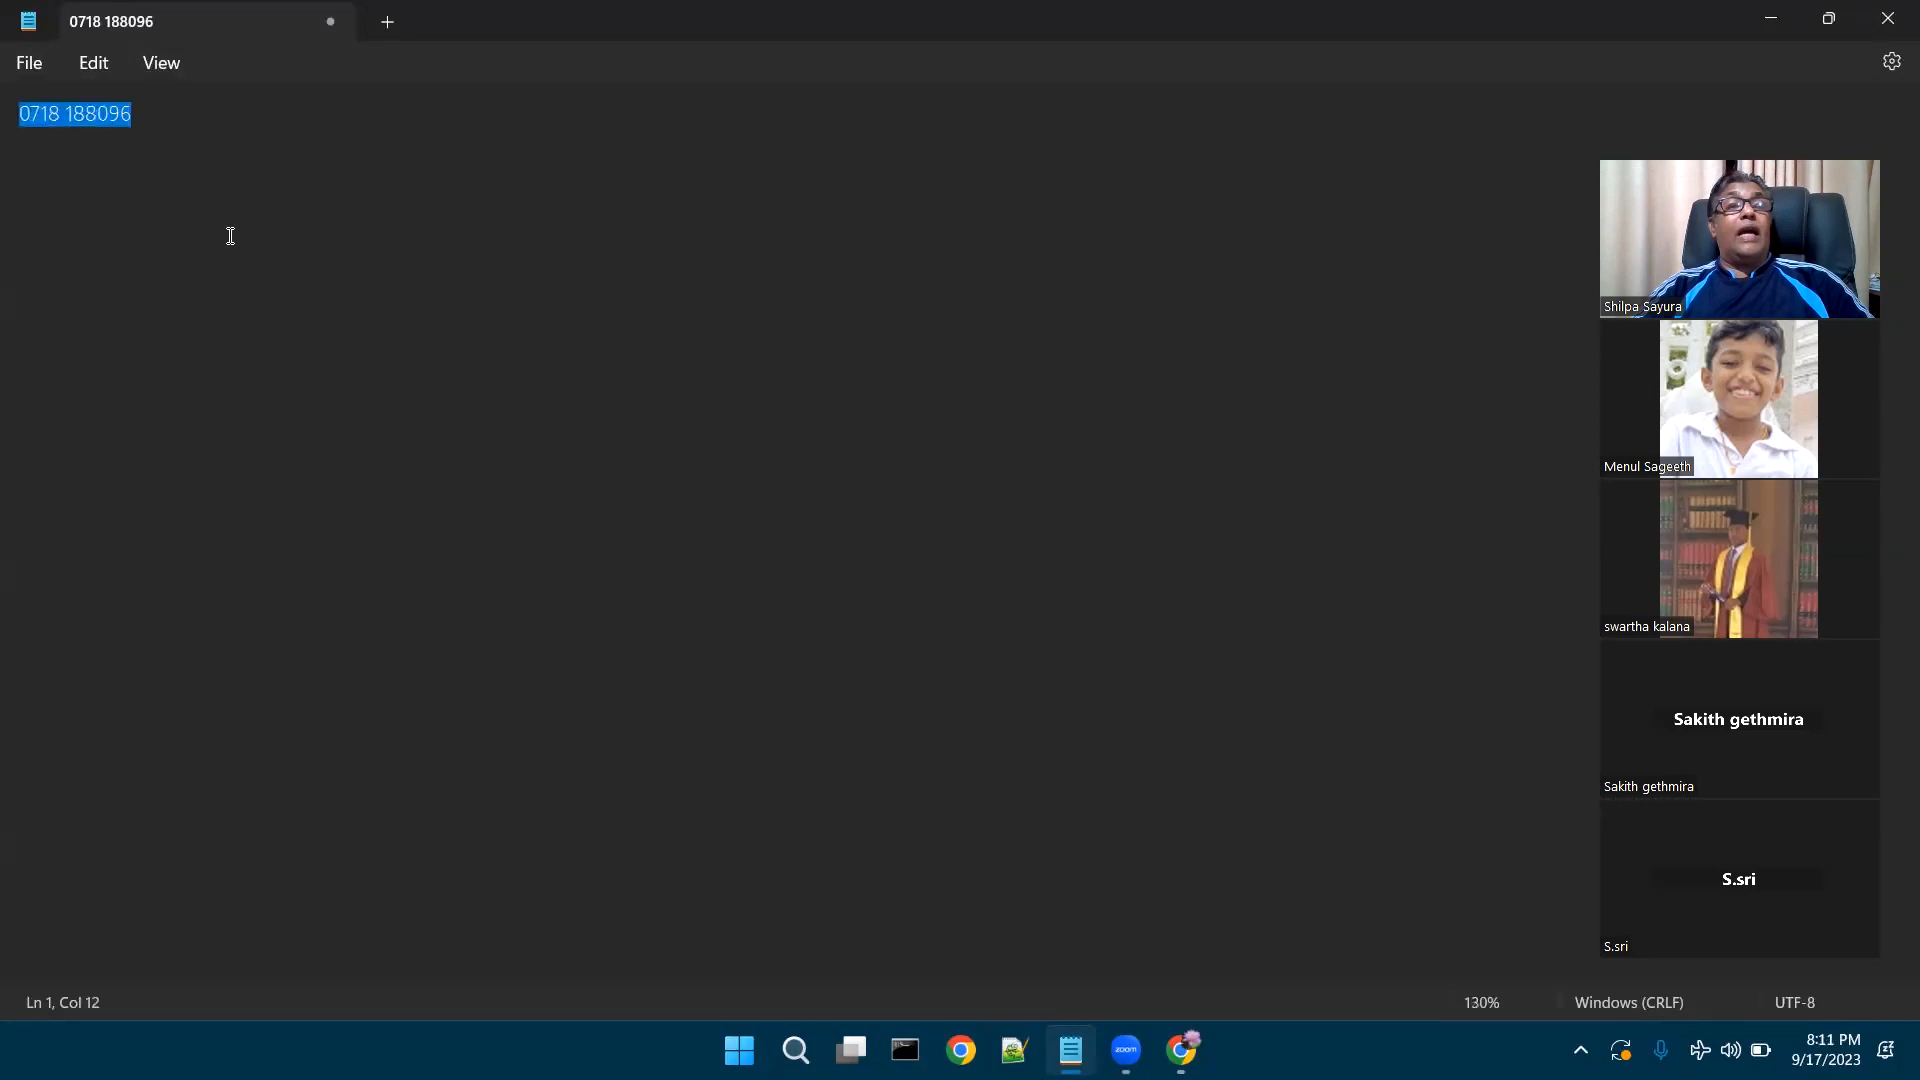 0718 188096
File Edit View
0718 188096
Shilpa Sayura
Menul Sageeth
swartha kalana
Sakith gethmira
Sakith gethmira
S.sri
S.sri
Ln 1, Col 12 130% Windows (CRLF) UTF-8
zoom
8:11 PM
9/17/2023